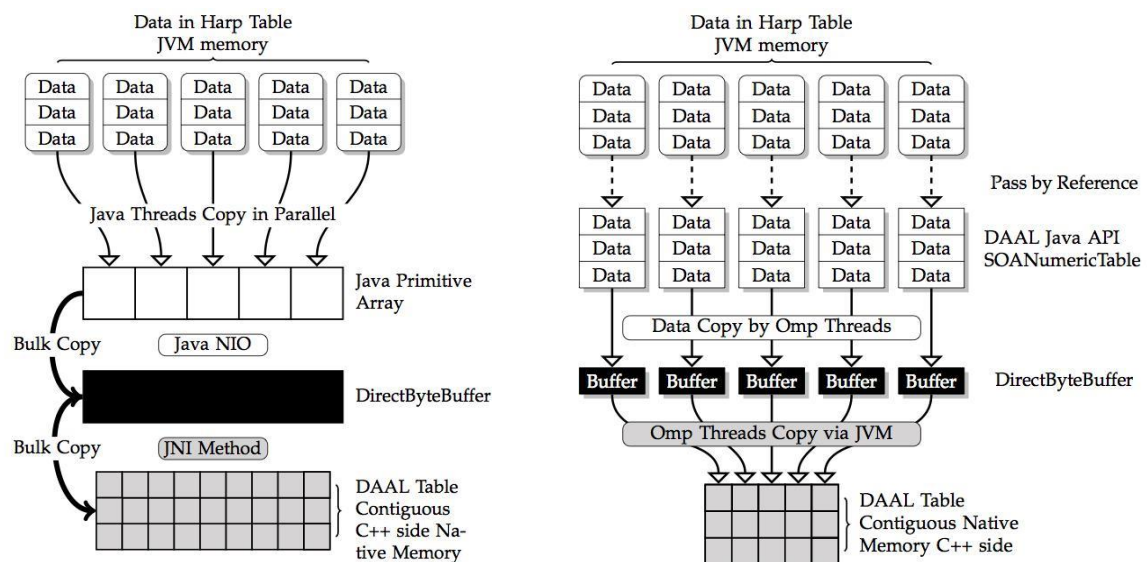 Data in Harp Table
JVM memory
Data Data Data Data Data
Data Data Data Data Data
Data Data Data Data Data
Java Threads Copy in Parallel
Java Primitive
Array
Bulk Copy
Java NIO
DirectByteBuffer
Bulk Copy
JNI Method
DAAL Table
Contiguous
C++ side Na-
tive Memory
Data in Harp Table
JVM memory
Data Data Data Data Data
Data Data Data Data Data
Data Data Data Data Data
Pass by Reference
Data Data Data Data Data
Data Data Data Data Data
Data Data Data Data Data
DAAL Java API
SOANumericTable
Data Copy by Omp Threads
Buffer Buffer Buffer Buffer Buffer
DirectByteBuffer
Omp Threads Copy via JVM
DAAL Table
Contiguous Native
Memory C++ side